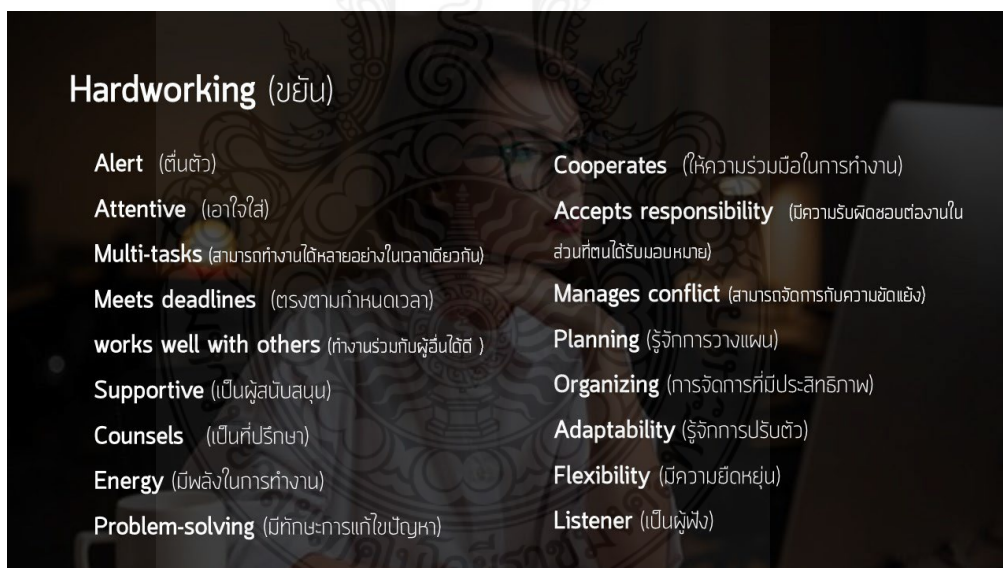 Hardworking (ขยัน)
Alert (ตื่นตัว)
Attentive (เอาใจใส่)
Multi-tasks (สามารถทำงานได้หลายอย่างในเวลาเดียวกัน)
Meets deadlines (ตรงตามกำหนดเวลา)
works well with others (ทำงานร่วมกับผู้อื่นได้ดี )
Supportive (เป็นผู้สนับสนุน)
Counsels (เป็นที่ปรึกษา)
Energy (มีพลังในการทำงาน)
Problem-solving (มีทักษะการแก้ไขปัญหา)
Cooperates (ให้ความร่วมมือในการทำงาน)
Accepts responsibility (มีความรับผิดชอบต่องานใน
ส่วนที่ตนได้รับมอบหมาย)
Manages conflict (สามารถจัดการกับความขัดแย้ง)
Planning (รู้จักการวางแผน)
Organizing (การจัดการที่มีประสิทธิภาพ)
Adaptability (รู้จักการปรับตัว)
Flexibility (มีความยืดหยุ่น)
Listener (เป็นผู้ฟัง)